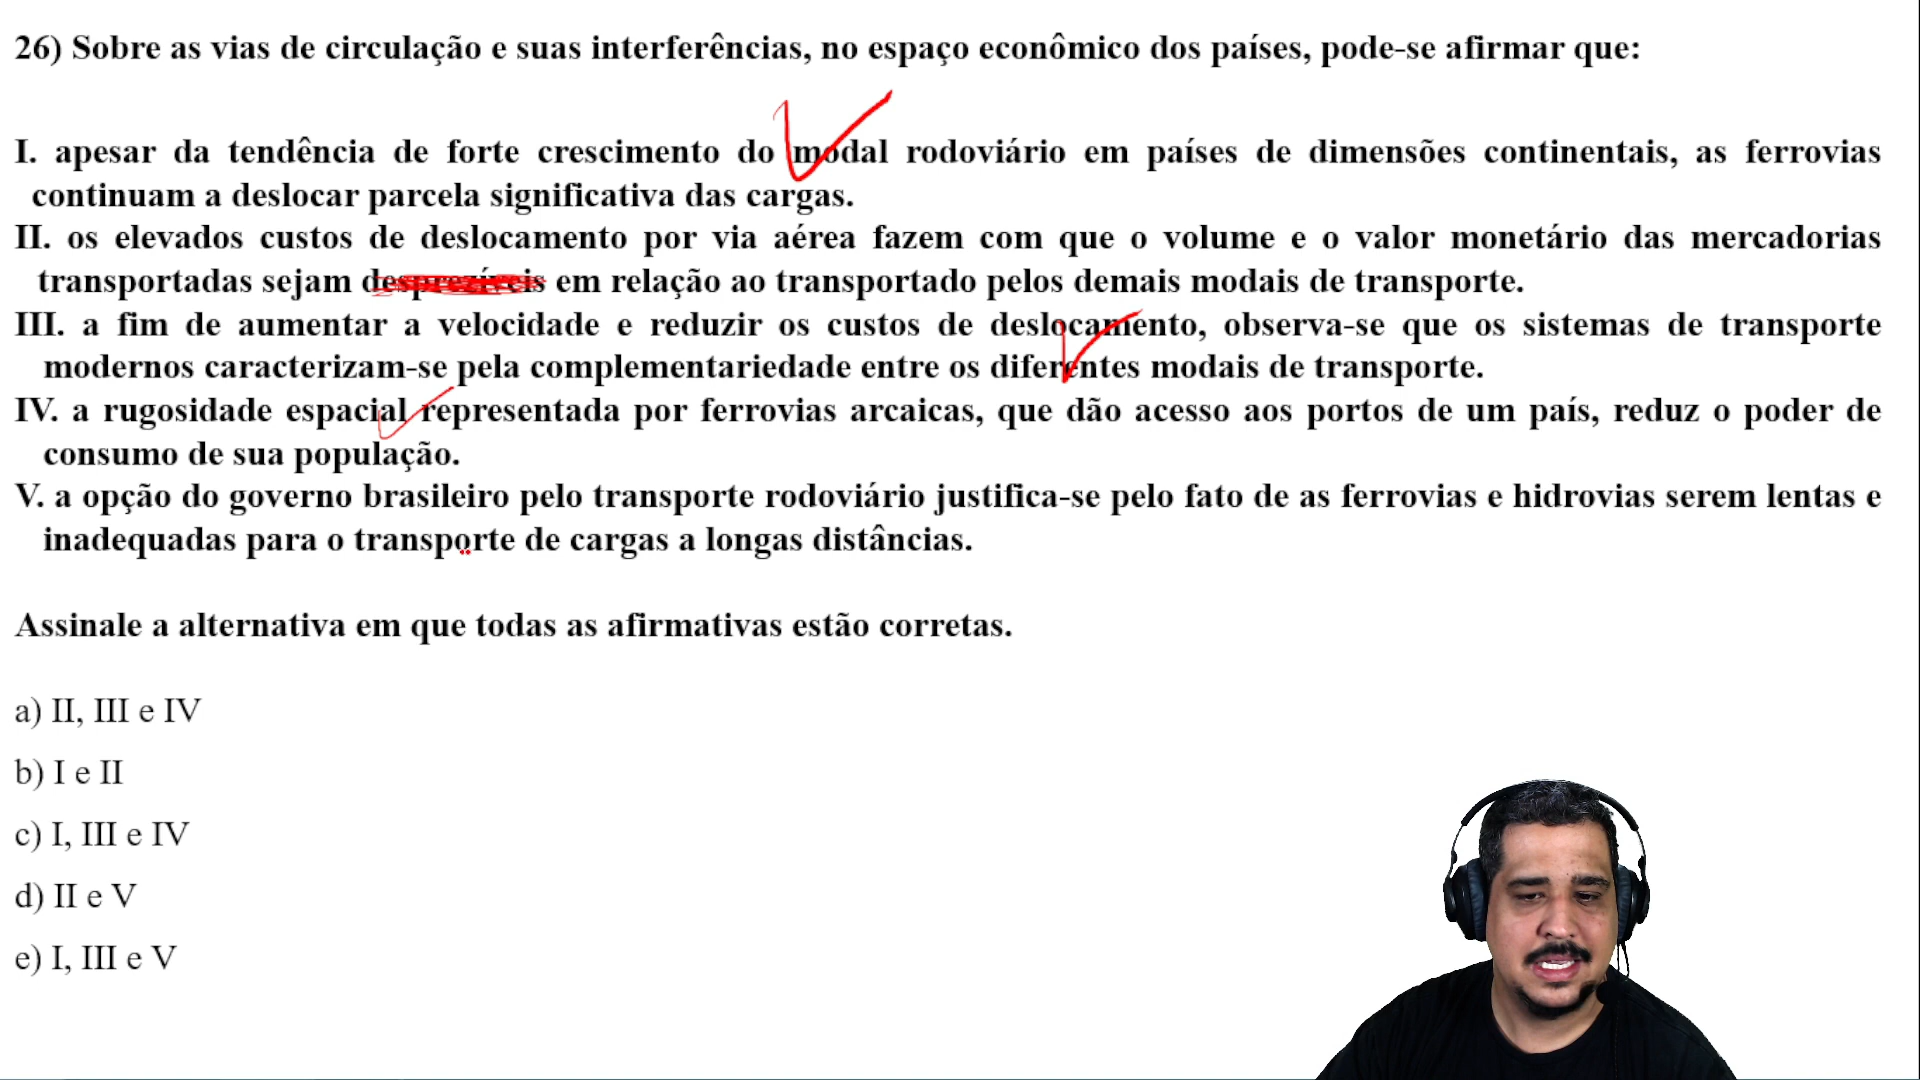 26) Sobre as vias de circulação e suas interferências, no espaço econômico dos países, pode-se afirmar que:
I. apesar da tendência de forte crescimento do modal rodoviário em países de dimensões continentais, as ferrovias
continuam a deslocar parcela significativa das cargas.
II. os elevados custos de deslocamento por via aérea fazem com que o volume e o valor monetário das mercadorias
transportadas sejam desprezíveis em relação ao transportado pelos demais modais de transporte.
III. a fim de aumentar a velocidade e reduzir os custos de deslocamento, observa-se que os sistemas de transporte
modernos caracterizam-se pela complementariedade entre os diferentes modais de transporte.
IV. a rugosidade espacial representada por ferrovias arcaicas, que dão acesso aos portos de um país, reduz o poder de
consumo de sua população.
V. a opção do governo brasileiro pelo transporte rodoviário justifica-se pelo fato de as ferrovias e hidrovias serem lentas e
inadequadas para o transporte de cargas a longas distâncias.
Assinale a alternativa em que todas as afirmativas estão corretas.
a) II, III e IV
b) I e II
c) I, III e IV
d) II e V
e) I, III e V